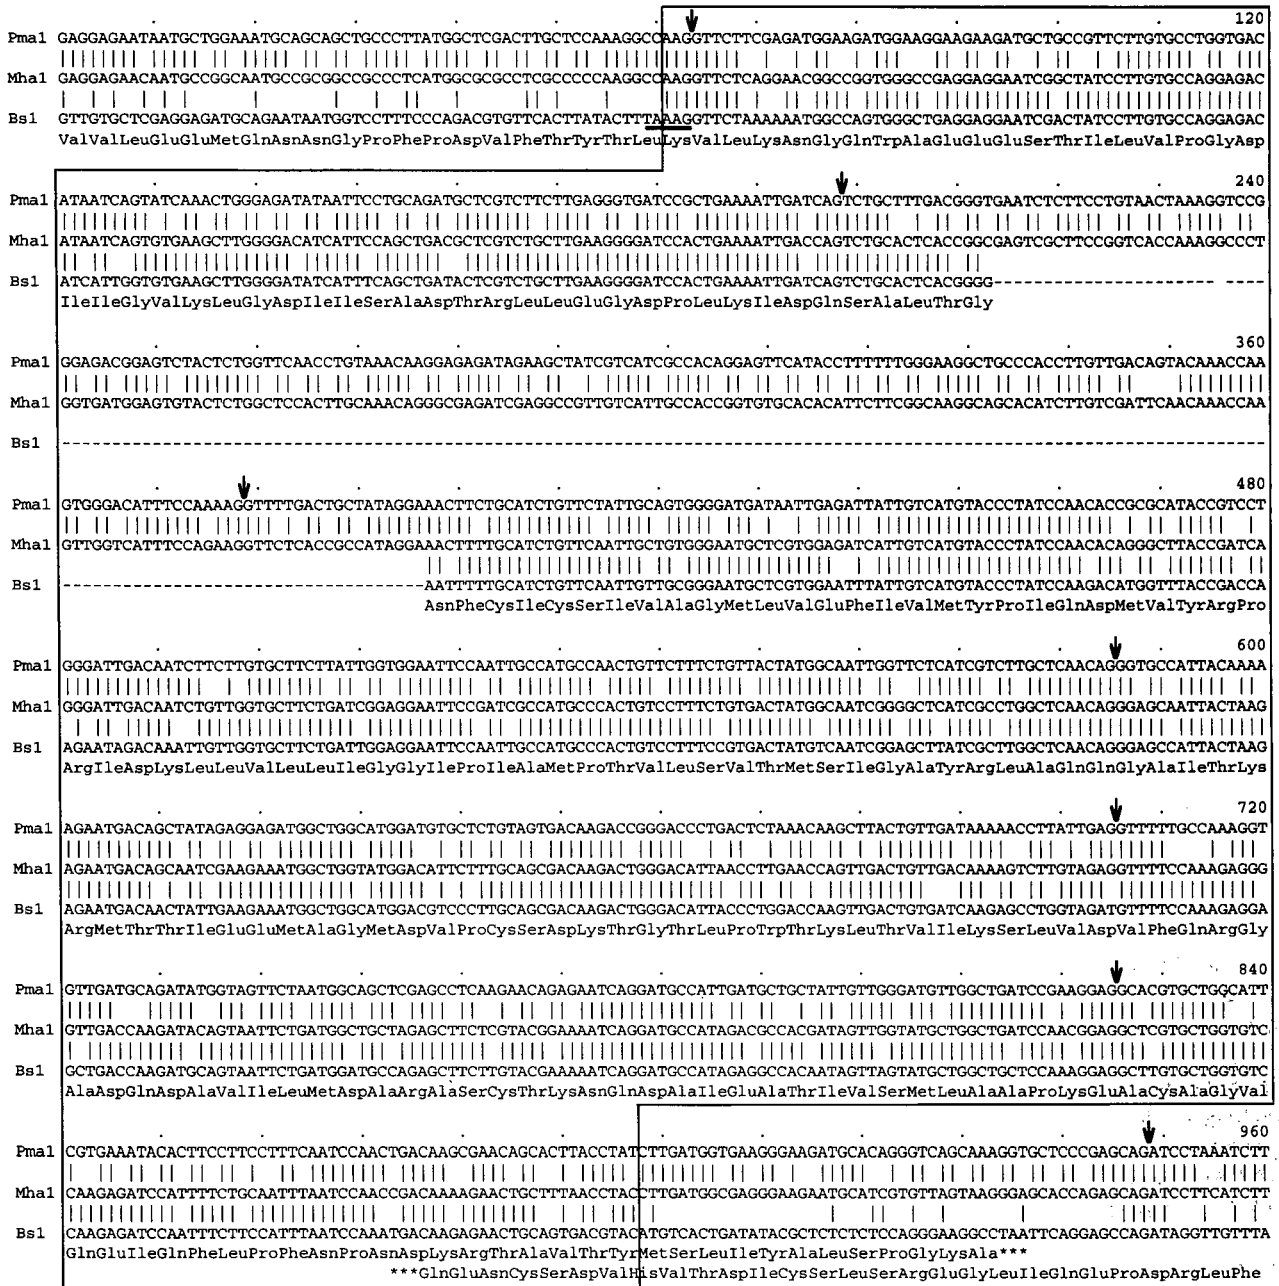 120
Pma1 GAGGAGAATAATGCTGGAAATGCAGCAGCTGCCCTTATGGCTCGACTTGCTCCAAAGGCCAAGGTTCTTCGAGATGGAAGATGGAAGGAAGAAGATGCTGCCGTTCTTGTGCCTGGTGAC
Mha1 GAGGAGAACAATGCCGGCAATGCCGCGGCCGCCCTCATGGCGCGCCTCGCCCCCAAGGCCAAGGTTCTCAGGAACGGCCGGTGGGCCGAGGAGGAATCGGCTATCCTTGTGCCAGGAGAC
Bs1 GTTGTGCTCGAGGAGATGCAGAATAATGGTCCTTTCCCAGACGTGTTCACTTATACTTTAAAGGTTCTAAAAAATGGCCAGTGGGCTGAGGAGGAATCGACTATCCTTGTGCCAGGAGAC
ValValLeuGluGluMetGlnAsnAsnGlyProPheProAspValPheThrTyrThrLeuLysValLeuLysAsnGlyGlnTrpAlaGluGluGluSerThrIleLeuValProGlyAsp
240
Pma1 ATAATCAGTATCAAACTGGGAGATATAATTCCTGCAGATGCTCGTCTTCTTGAGGGTGATCCGCTGAAAATTGATCAGTCTGCTTTGACGGGTGAATCTCTTCCTGTAACTAAAGGTCCG
Mha1 ATAATCAGTGTGAAGCTTGGGGACATCATTCCAGCTGACGCTCGTCTGCTTGAAGGGGATCCACTGAAAATTGACCAGTCTGCACTCACCGGCGAGTCGCTTCCGGTCACCAAAGGCCCT
Bs1 ATCATTGGTGTGAAGCTTGGGGATATCATTTCAGCTGATACTCGTCTGCTTGAAGGGGATCCACTGAAAATTGATCAGTCTGCACTCACGGGG---------------------------
IleIleGlyValLysLeuGlyAspIleIleSerAlaAspThrArgLeuLeuGluGlyAspProLeuLysIleAspGlnSerAlaLeuThrGly
360
Pma1 GGAGACGGAGTCTACTCTGGTTCAACCTGTAAACAAGGAGAGATAGAAGCTATCGTCATCGCCACAGGAGTTCATACCTTTTTTGGGAAGGCTGCCCACCTTGTTGACAGTACAAACCAA
Mha1 GGTGATGGAGTGTACTCTGGCTCCACTTGCAAACAGGGCGAGATCGAGGCCGTTGTCATTGCCACCGGTGTGCACACATTCTTCGGCAAGGCAGCACATCTTGTCGATTCAACAAACCAA
Bs1 ------------------------------------------------------------------------------------------------------------------------
480
Pma1 GTGGGACATTTCCAAAAGGTTTTGACTGCTATAGGAAACTTCTGCATCTGTTCTATTGCAGTGGGGATGATAATTGAGATTATTGTCATGTACCCTATCCAACACCGCGCATACCGTCCT
Mha1 GTTGGTCATTTCCAGAAGGTTCTCACCGCCATAGGAAACTTTTGCATCTGTTCAATTGCTGTGGGAATGCTCGTGGAGATCATTGTCATGTACCCTATCCAACACAGGGCTTACCGATCA
Bs1 ------------------------------------AATTTTTGCATCTGTTCAATTGTTGCGGGAATGCTCGTGGAATTTATTGTCATGTACCCTATCCAAGACATGGTTTACCGACCA
AsnPheCysIleCysSerIleValAlaGlyMetLeuValGluPheIleValMetTyrProIleGlnAspMetValTyrArgPro
600
Pma1 GGGATTGACAATCTTCTTGTGCTTCTTATTGGTGGAATTCCAATTGCCATGCCAACTGTTCTTTCTGTTACTATGGCAATTGGTTCTCATCGTCTTGCTCAACAGGGTGCCATTACAAAA
Mha1 GGGATTGACAATCTGTTGGTGCTTCTGATCGGAGGAATTCCGATCGCCATGCCCACTGTCCTTTCTGTGACTATGGCAATCGGGGCTCATCGCCTGGCTCAACAGGGAGCAATTACTAAG
Bs1 AGAATAGACAAATTGTTGGTGCTTCTGATTGGAGGAATTCCAATTGCCATGCCCACTGTCCTTTCCGTGACTATGTCAATCGGAGCTTATCGCTTGGCTCAACAGGGAGCCATTACTAAG
ArgIleAspLysLeuLeuValLeuLeuIleGlyGlyIleProIleAlaMetProThrValLeuSerValThrMetSerIleGlyAlaTyrArgLeuAlaGlnGlnGlyAlaIleThrLys
720
Pma1 AGAATGACAGCTATAGAGGAGATGGCTGGCATGGATGTGCTCTGTAGTGACAAGACCGGGACCCTGACTCTAAACAAGCTTACTGTTGATAAAAACCTTATTGAGGTTTTTGCCAAAGGT
Mha1 AGAATGACAGCAATCGAAGAAATGGCTGGTATGGACATTCTTTGCAGCGACAAGACTGGGACATTAACCTTGAACCAGTTGACTGTTGACAAAAGTCTTGTAGAGGTTTTCCAAAGAGGG
Bs1 AGAATGACAACTATTGAAGAAATGGCTGGCATGGACGTCCCTTGCAGCGACAAGACTGGGACATTACCCTGGACCAAGTTGACTGTGATCAAGAGCCTGGTAGATGTTTTCCAAAGAGGA
ArgMetThrThrIleGluGluMetAlaGlyMetAspValProCysSerAspLysThrGlyThrLeuProTrpThrLysLeuThrValIleLysSerLeuValAspValPheGlnArgGly
840
Pma1 GTTGATGCAGATATGGTAGTTCTAATGGCAGCTCGAGCCTCAAGAACAGAGAATCAGGATGCCATTGATGCTGCTATTGTTGGGATGTTGGCTGATCCGAAGGAGGCACGTGCTGGCATT
Mha1 GTTGACCAAGATACAGTAATTCTGATGGCTGCTAGAGCTTCTCGTACGGAAAATCAGGATGCCATAGACGCCACGATAGTTGGTATGCTGGCTGATCCAACGGAGGCTCGTGCTGGTGTC
Bs1 GCTGACCAAGATGCAGTAATTCTGATGGATGCCAGAGCTTCTTGTACGAAAAATCAGGATGCCATAGAGGCCACAATAGTTAGTATGCTGGCTGCTCCAAAGGAGGCTTGTGCTGGTGTC
AlaAspGlnAspAlaValIleLeuMetAspAlaArgAlaSerCysThrLysAsnGlnAspAlaIleGluAlaThrIleValSerMetLeuAlaAlaProLysGluAlaCysAlaGlyVal
960
Pma1 CGTGAAATACACTTCCTTCCTTTCAATCCAACTGACAAGCGAACAGCACTTACCTATCTTGATGGTGAAGGGAAGATGCACAGGGTCAGCAAAGGTGCTCCCGAGCAGATCCTAAATCTT
Mha1 CAAGAGATCCATTTTCTGCAATTTAATCCAACCGACAAAAGAACTGCTTTAACCTACCTTGATGGCGAGGGAAGAATGCATCGTGTTAGTAAGGGAGCACCAGAGCAGATCCTTCATCTT
Bs1 CAAGAGATCCAATTTCTTCCATTTAATCCAAATGACAAGAGAACTGCAGTGACGTACATGTCACTGATATACGCTCTCTCTCCAGGGAAGGCCTAATTCAGGAGCCAGATAGGTTGTTTA
GlnGluIleGlnPheLeuProPheAsnProAsnAspLysArgThrAlaValThrTyrMetSerLeuIleTyrAlaLeuSerProGlyLysAla***
***GlnGluAsnCysSerAspValHisValThrAspIleCysSerLeuSerArgGluGlyLeuIleGlnGluProAspArgLeuPhe